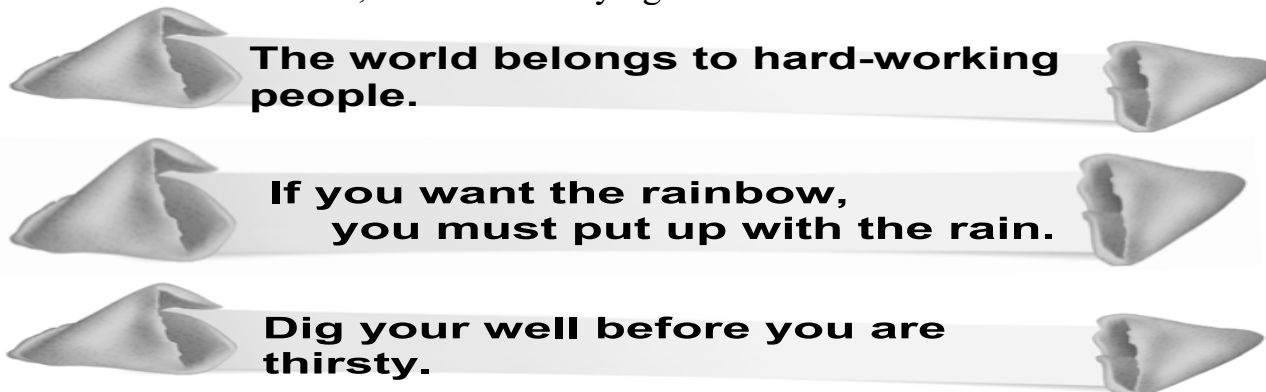 The world belongs to hard-working
people.
If you want the rainbow,
you must put up with the rain.
Dig your well before you are
thirsty.